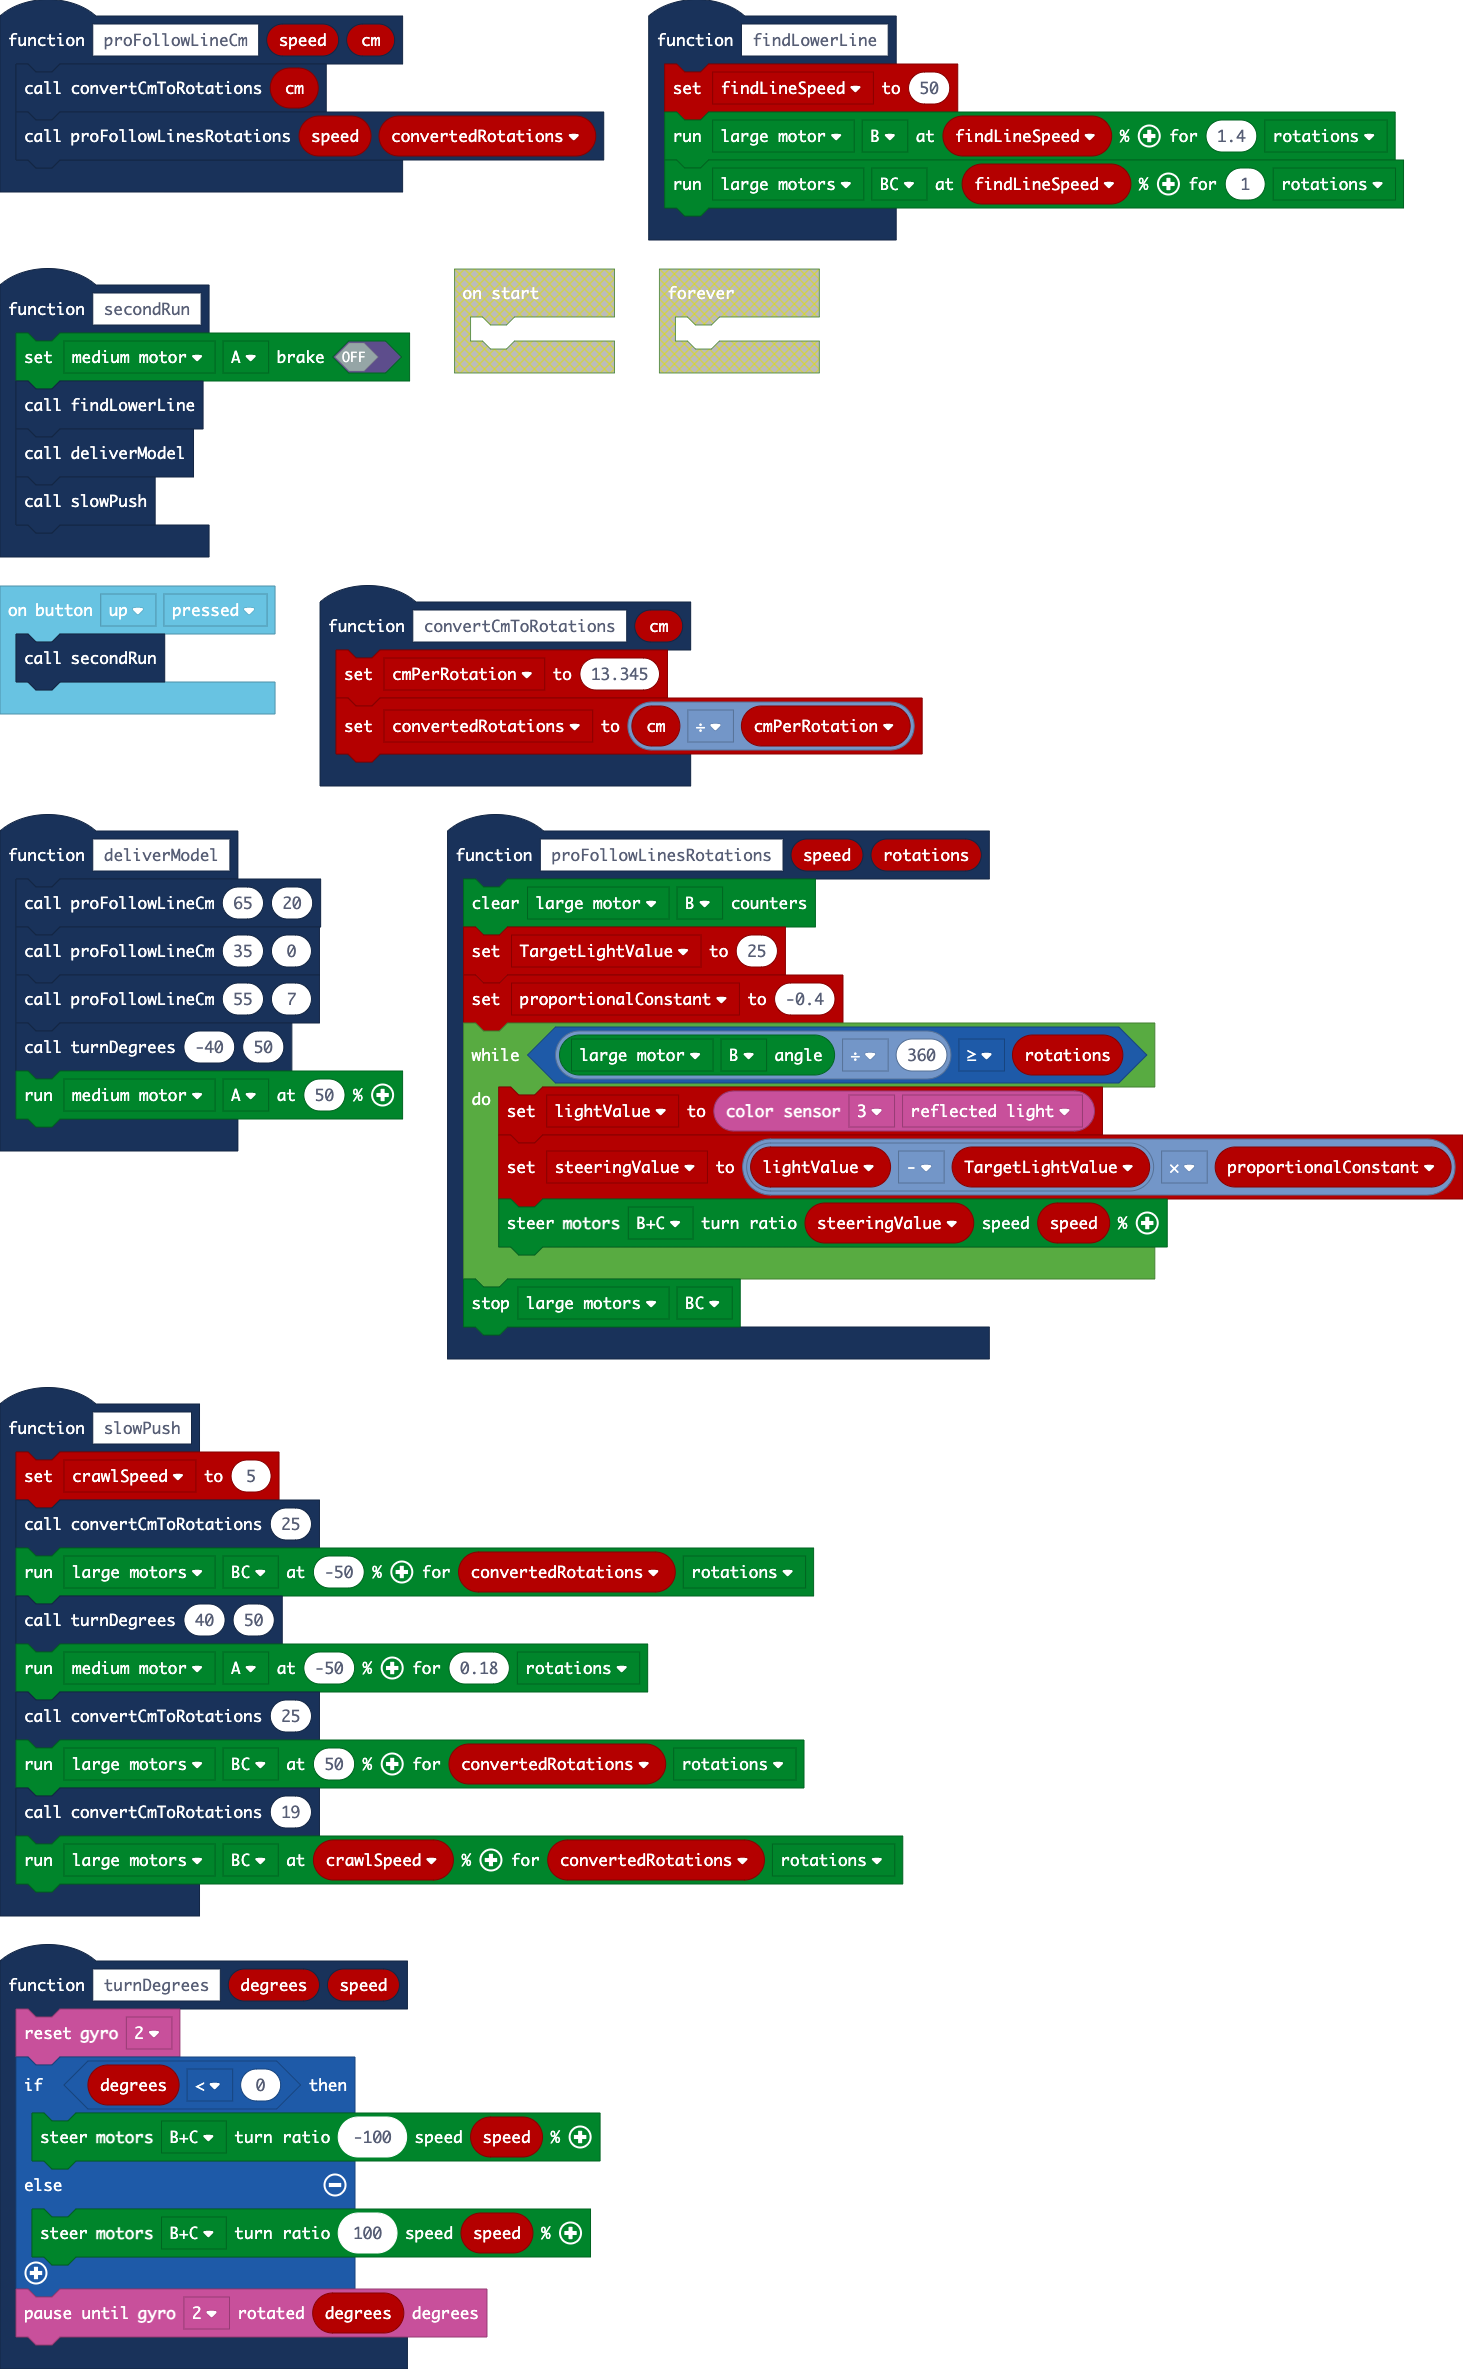 function proFollowLineCm speed cm
call convertCmToRotations cm
call proFollowLinesRotations speed convertedRotations
function findLowerLine
set findLineSpeed to 50
run large motor B at findLineSpeed % for 1.4 rotations
run large motors BC at findLineSpeed % for 1 rotations
function secondRun
set medium motor A brake OFF
call findLowerLine
call deliverModel
call slowPush
on start
forever
on button up pressed
call secondRun
function convertCmToRotations cm
set cmPerRotation to 13.345
set convertedRotations to cm ÷ cmPerRotation
function deliverModel
call proFollowLineCm 65 20
call proFollowLineCm 35 0
call proFollowLineCm 55 7
call turnDegrees -40 50
run medium motor A at 50 %
function proFollowLinesRotations speed rotations
clear large motor B counters
set TargetLightValue to 25
set proportionalConstant to -0.4
while large motor B angle ÷ 360 ≥ rotations
do
set lightValue to color sensor 3 reflected light
set steeringValue to lightValue - TargetLightValue × proportionalConstant
steer motors B+C turn ratio steeringValue speed speed %
stop large motors BC
function slowPush
set crawlSpeed to 5
call convertCmToRotations 25
run large motors BC at -50 % for convertedRotations rotations
call turnDegrees 40 50
run medium motor A at -50 % for 0.18 rotations
call convertCmToRotations 25
run large motors BC at 50 % for convertedRotations rotations
call convertCmToRotations 19
run large motors BC at crawlSpeed % for convertedRotations rotations
function turnDegrees degrees speed
reset gyro 2
if degrees < 0 then
steer motors B+C turn ratio -100 speed speed %
else
steer motors B+C turn ratio 100 speed speed %
pause until gyro 2 rotated degrees degrees